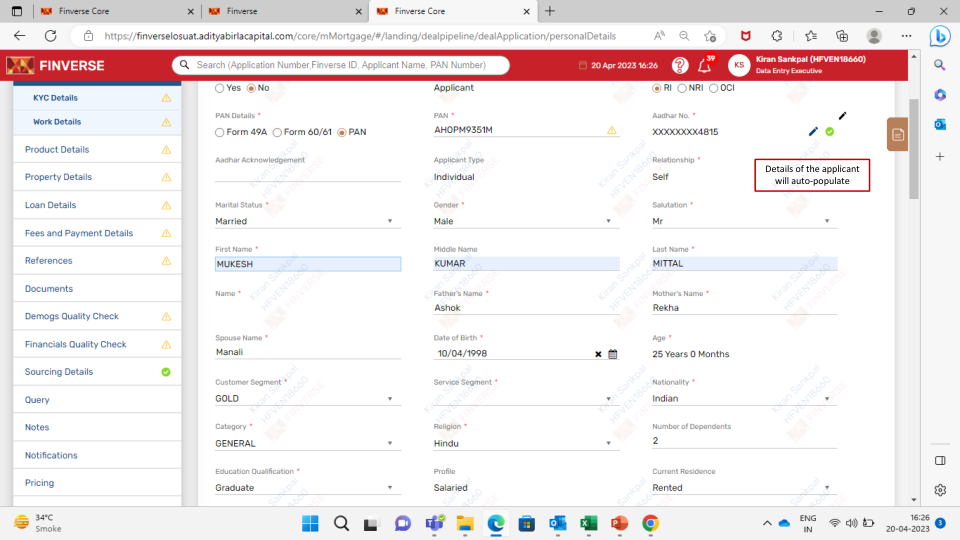 Finverse Core
Finverse
Finverse Core
https://finverselosuat.adityabirlacapital.com/core/mMortgage/#/landing/dealpipeline/dealApplication/personalDetails
FINVERSE
Search (Application Number,Finverse ID, Applicant Name, PAN Number)
20 Apr 2023 16:26
39
KS
Kiran Sankpal (HFVEN18660)
Data Entry Executive
KYC Details
Work Details
Product Details
Property Details
Loan Details
Fees and Payment Details
References
Documents
Demogs Quality Check
Financials Quality Check
Sourcing Details
Query
Notes
Notifications
Pricing
Yes No Applicant RI NRI OCI
PAN Details * PAN * Aadhar No. *
Form 49A Form 60/61 PAN AHOPM9351M XXXXXXXX4815
Aadhar Acknowledgement Applicant Type Relationship *
Individual Self
Details of the applicant
will auto-populate
Marital Status * Gender * Salutation *
Married Male Mr
First Name * Middle Name Last Name *
MUKESH KUMAR MITTAL
Name * Father's Name * Mother's Name *
Ashok Rekha
Spouse Name * Date of Birth * Age *
Manali 10/04/1998 25 Years 0 Months
Customer Segment * Service Segment * Nationality *
GOLD Indian
Category * Religion * Number of Dependents
GENERAL Hindu 2
Education Qualification * Profile Current Residence
Graduate Salaried Rented
Kiran Sankpal
HFVEN18660
FINVERSE
34°C
Smoke
ENG
IN
16:26
20-04-2023
3